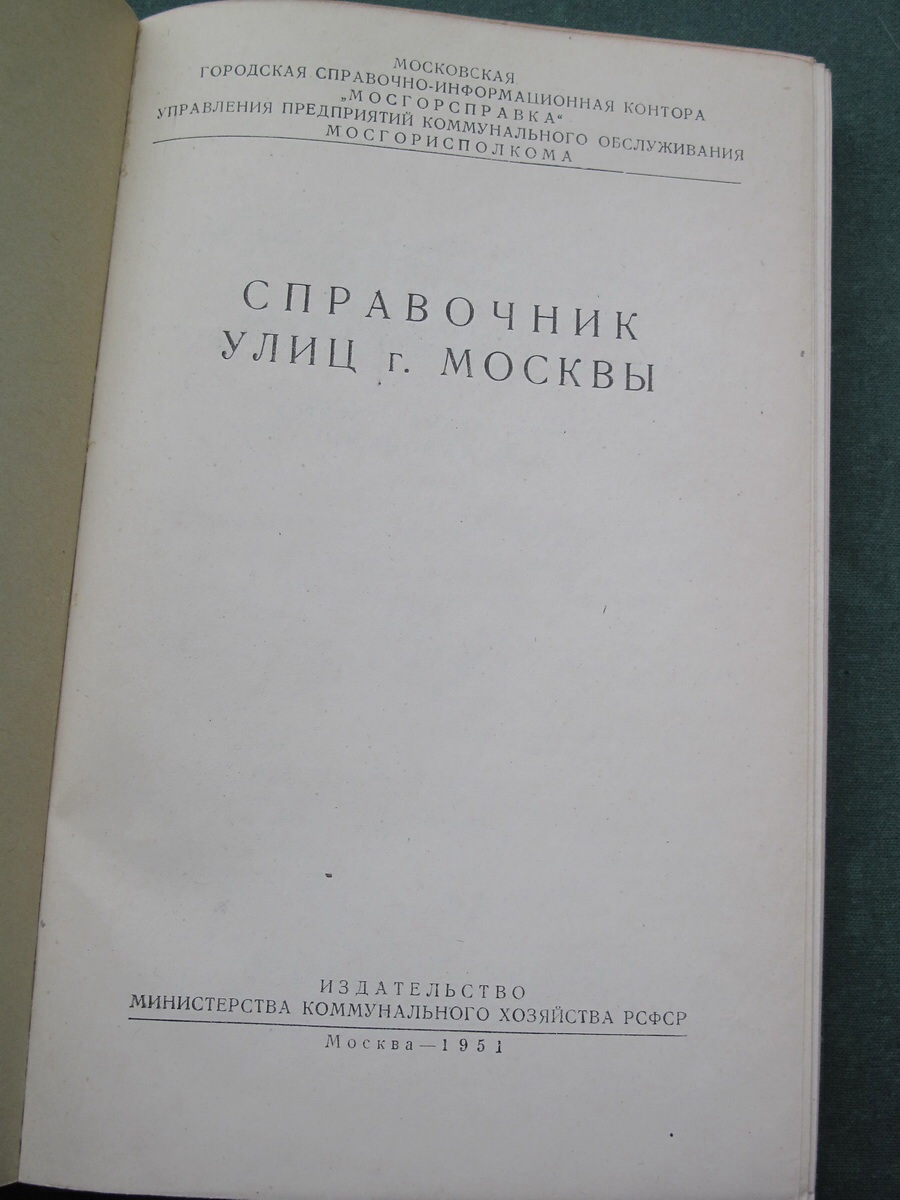 МОСКОВСКАЯ
ГОРОДСКАЯ СПРАВОЧНО-ИНФОРМАЦИОННАЯ КОНТОРА
„МОСГОРСПРАВКА“
УПРАВЛЕНИЯ ПРЕДПРИЯТИЙ КОММУНАЛЬНОГО ОБСЛУЖИВАНИЯ
МОСГОРИСПОЛКОМА
СПРАВОЧНИК
УЛИЦ г. МОСКВЫ
ИЗДАТЕЛЬСТВО
МИНИСТЕРСТВА КОММУНАЛЬНОГО ХОЗЯЙСТВА РСФСР
Москва—1951